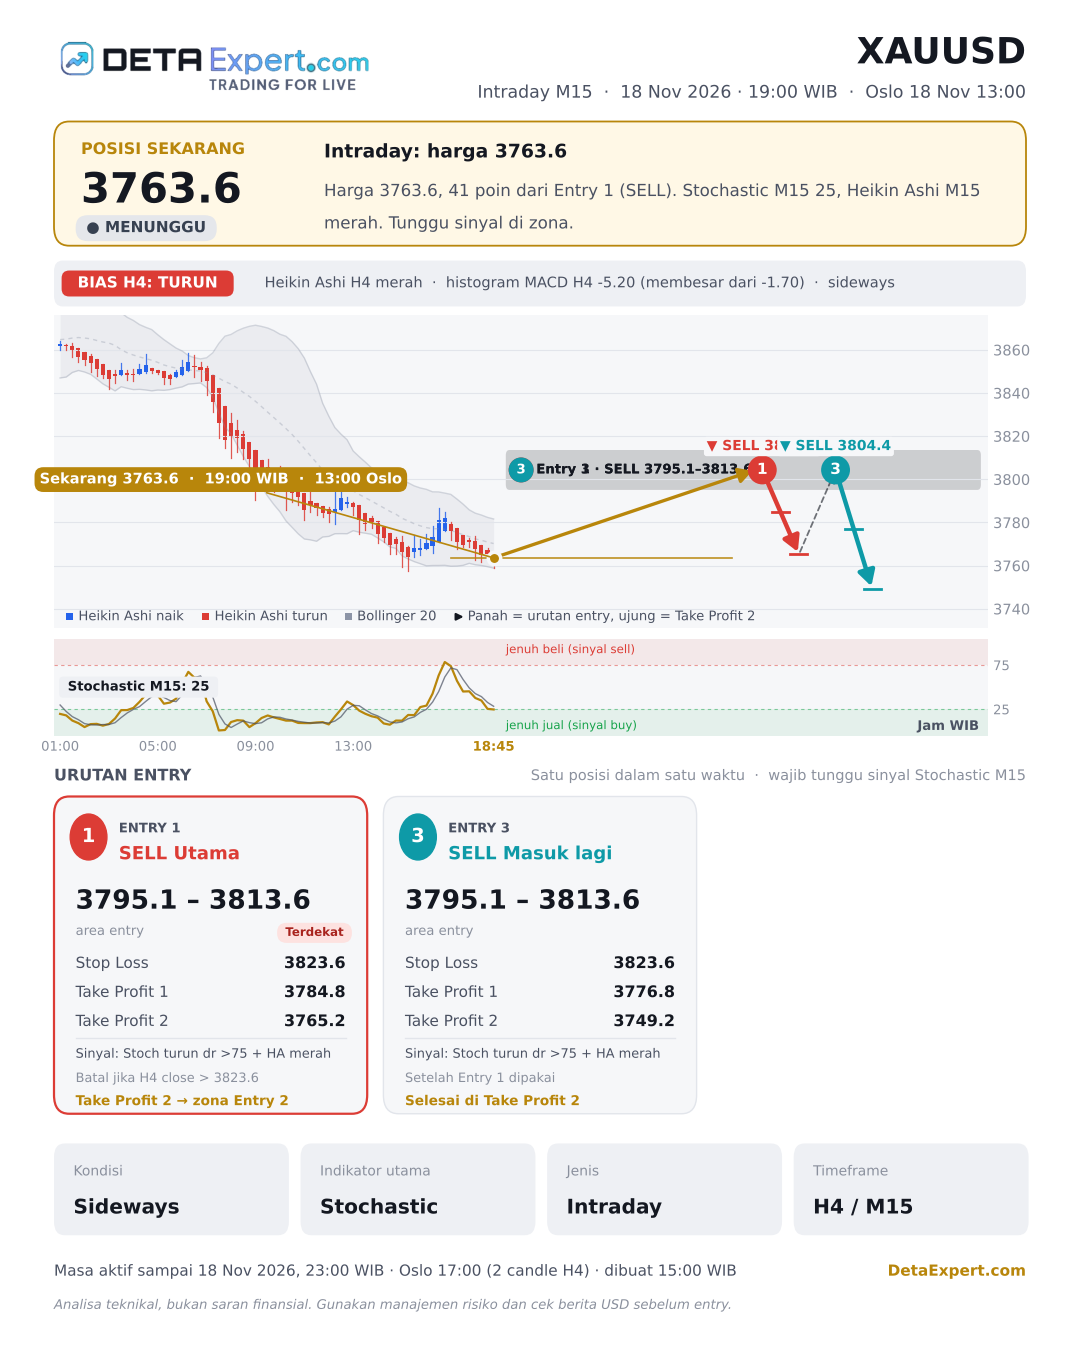 DETA Expert.com
TRADING FOR LIVE
XAUUSD
Intraday M15 · 18 Nov 2026 · 19:00 WIB · Oslo 18 Nov 13:00
POSISI SEKARANG
3763.6
● MENUNGGU
Intraday: harga 3763.6
Harga 3763.6, 41 poin dari Entry 1 (SELL). Stochastic M15 25, Heikin Ashi M15
merah. Tunggu sinyal di zona.
BIAS H4: TURUN
Heikin Ashi H4 merah · histogram MACD H4 -5.20 (membesar dari -1.70) · sideways
3860
3840
3820
3800
3780
3760
3740
▼ SELL 38
▼ SELL 3804.4
3
Entry 3 · SELL 3795.1–3813.6
1
3
Sekarang 3763.6 · 19:00 WIB · 13:00 Oslo
Heikin Ashi naik
Heikin Ashi turun
Bollinger 20
Panah = urutan entry, ujung = Take Profit 2
jenuh beli (sinyal sell)
75
Stochastic M15: 25
25
jenuh jual (sinyal buy)
Jam WIB
01:00 05:00 09:00 13:00 18:45
URUTAN ENTRY
Satu posisi dalam satu waktu · wajib tunggu sinyal Stochastic M15
1
ENTRY 1
SELL Utama
3795.1 – 3813.6
area entry
Terdekat
Stop Loss 3823.6
Take Profit 1 3784.8
Take Profit 2 3765.2
Sinyal: Stoch turun dr >75 + HA merah
Batal jika H4 close > 3823.6
Take Profit 2 → zona Entry 2
3
ENTRY 3
SELL Masuk lagi
3795.1 – 3813.6
area entry
Stop Loss 3823.6
Take Profit 1 3776.8
Take Profit 2 3749.2
Sinyal: Stoch turun dr >75 + HA merah
Setelah Entry 1 dipakai
Selesai di Take Profit 2
Kondisi
Sideways
Indikator utama
Stochastic
Jenis
Intraday
Timeframe
H4 / M15
Masa aktif sampai 18 Nov 2026, 23:00 WIB · Oslo 17:00 (2 candle H4) · dibuat 15:00 WIB
DetaExpert.com
Analisa teknikal, bukan saran finansial. Gunakan manajemen risiko dan cek berita USD sebelum entry.